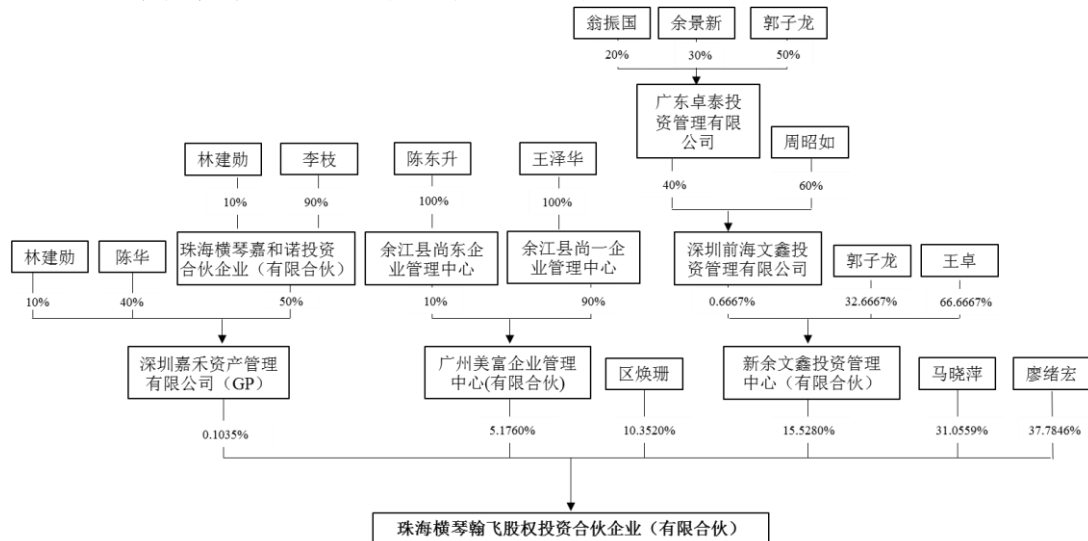 翁振国
余景新
郭子龙
20%
30%
50%
广东卓泰投
资管理有限
公司
周昭如
林建勋
李枝
陈东升
王泽华
40%
60%
10%
90%
100%
100%
林建勋
陈华
珠海横琴嘉和诺投资
合伙企业（有限合伙）
余江县尚东企
业管理中心
余江县尚一企业
管理中心
深圳前海文鑫投
资管理有限公司
郭子龙
王卓
10%
40%
50%
10%
90%
0.6667%
32.6667%
66.6667%
深圳嘉禾资产管理
有限公司（GP）
广州美富企业管理
中心(有限合伙)
区焕珊
新余文鑫投资管理
中心（有限合伙）
马晓萍
廖绪宏
0.1035%
5.1760%
10.3520%
15.5280%
31.0559%
37.7846%
珠海横琴翰飞股权投资合伙企业（有限合伙）